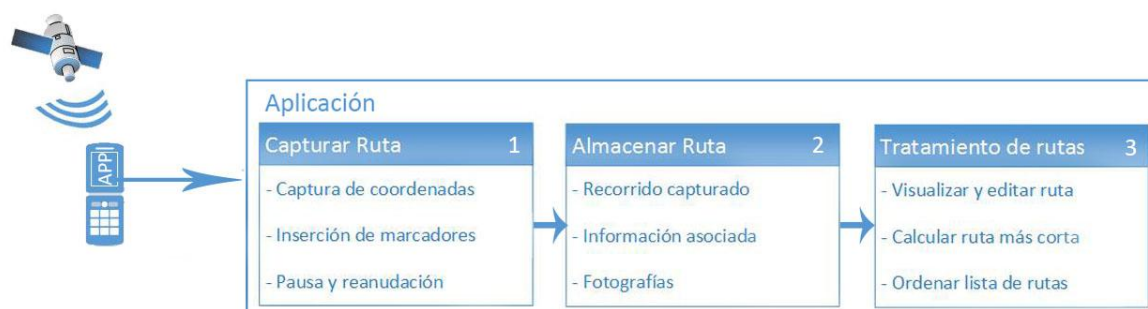 APP
Aplicación
Capturar Ruta 1
- Captura de coordenadas
- Inserción de marcadores
- Pausa y reanudación
Almacenar Ruta 2
- Recorrido capturado
- Información asociada
- Fotografías
Tratamiento de rutas 3
- Visualizar y editar ruta
- Calcular ruta más corta
- Ordenar lista de rutas